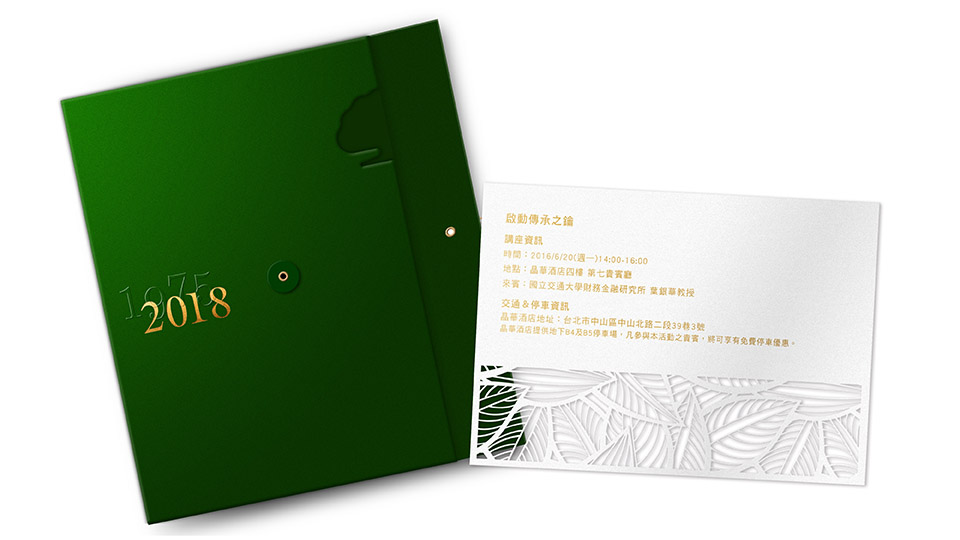 1975
2018
啟動傳承之鑰
講座資訊
時間：2016/6/20(週一)14:00-16:00
地點：晶華酒店四樓 第七貴賓廳
來賓：國立交通大學財務金融研究所 葉銀華教授
交通＆停車資訊
晶華酒店地址：台北市中山區中山北路二段39巷3號
晶華酒店提供地下B4及B5停車場，凡參與本活動之貴賓，將可享有免費停車優惠。